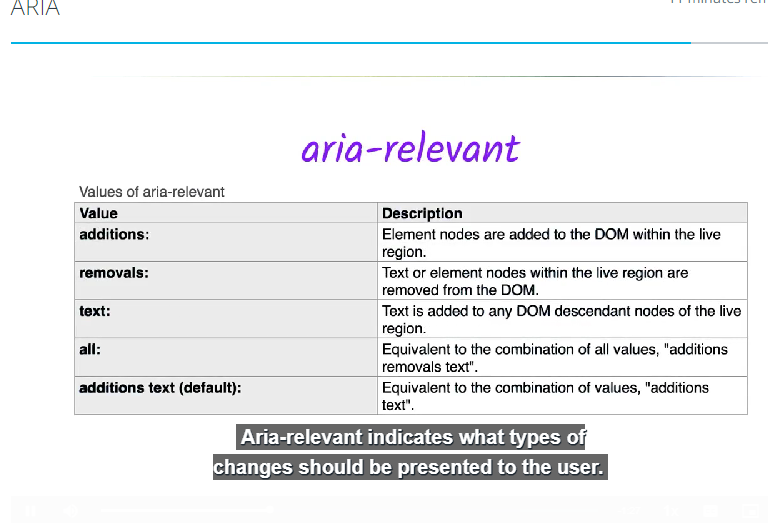 ARIA
aria-relevant
Values of aria-relevant
Value Description
additions: Element nodes are added to the DOM within the live
region.
removals: Text or element nodes within the live region are
removed from the DOM.
text: Text is added to any DOM descendant nodes of the live
region.
all: Equivalent to the combination of all values, "additions
removals text".
additions text (default): Equivalent to the combination of values, "additions
text".
Aria-relevant indicates what types of
changes should be presented to the user.